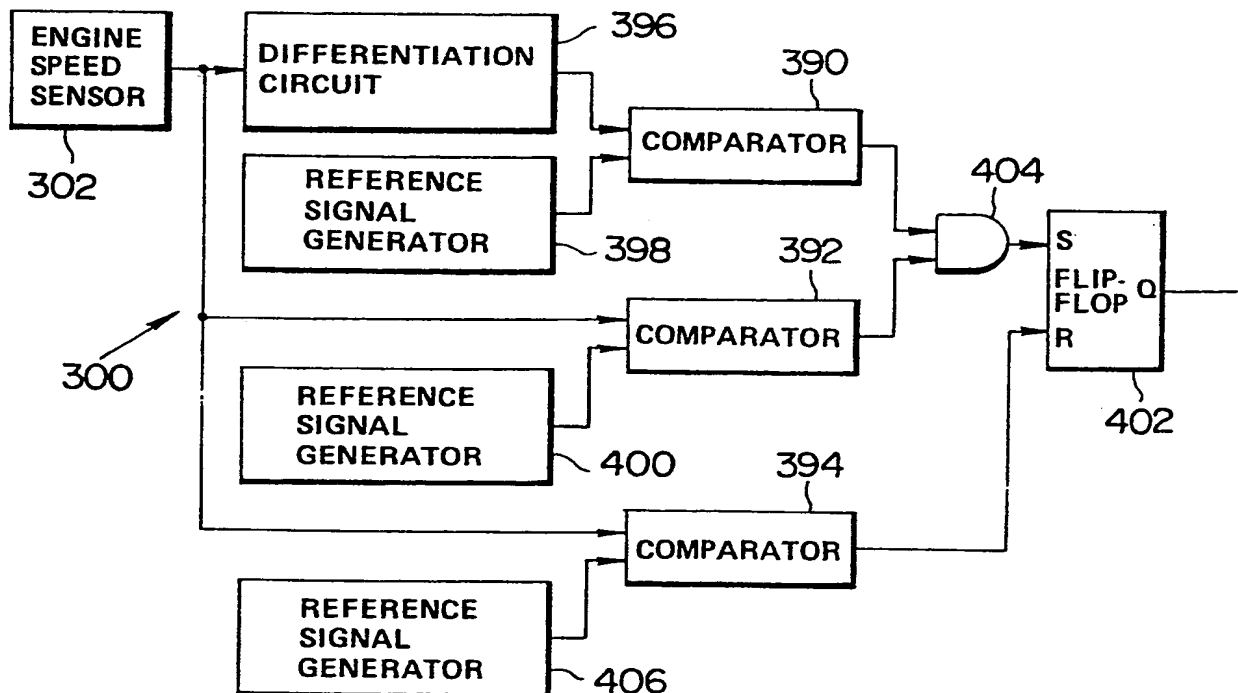 ENGINE
SPEED
SENSOR
302
DIFFERENTIATION
CIRCUIT
396
REFERENCE
SIGNAL
GENERATOR
398
COMPARATOR
390
404
COMPARATOR
392
S
FLIP-
FLOP
Q
R
402
300
REFERENCE
SIGNAL
GENERATOR
400
COMPARATOR
394
REFERENCE
SIGNAL
GENERATOR
406